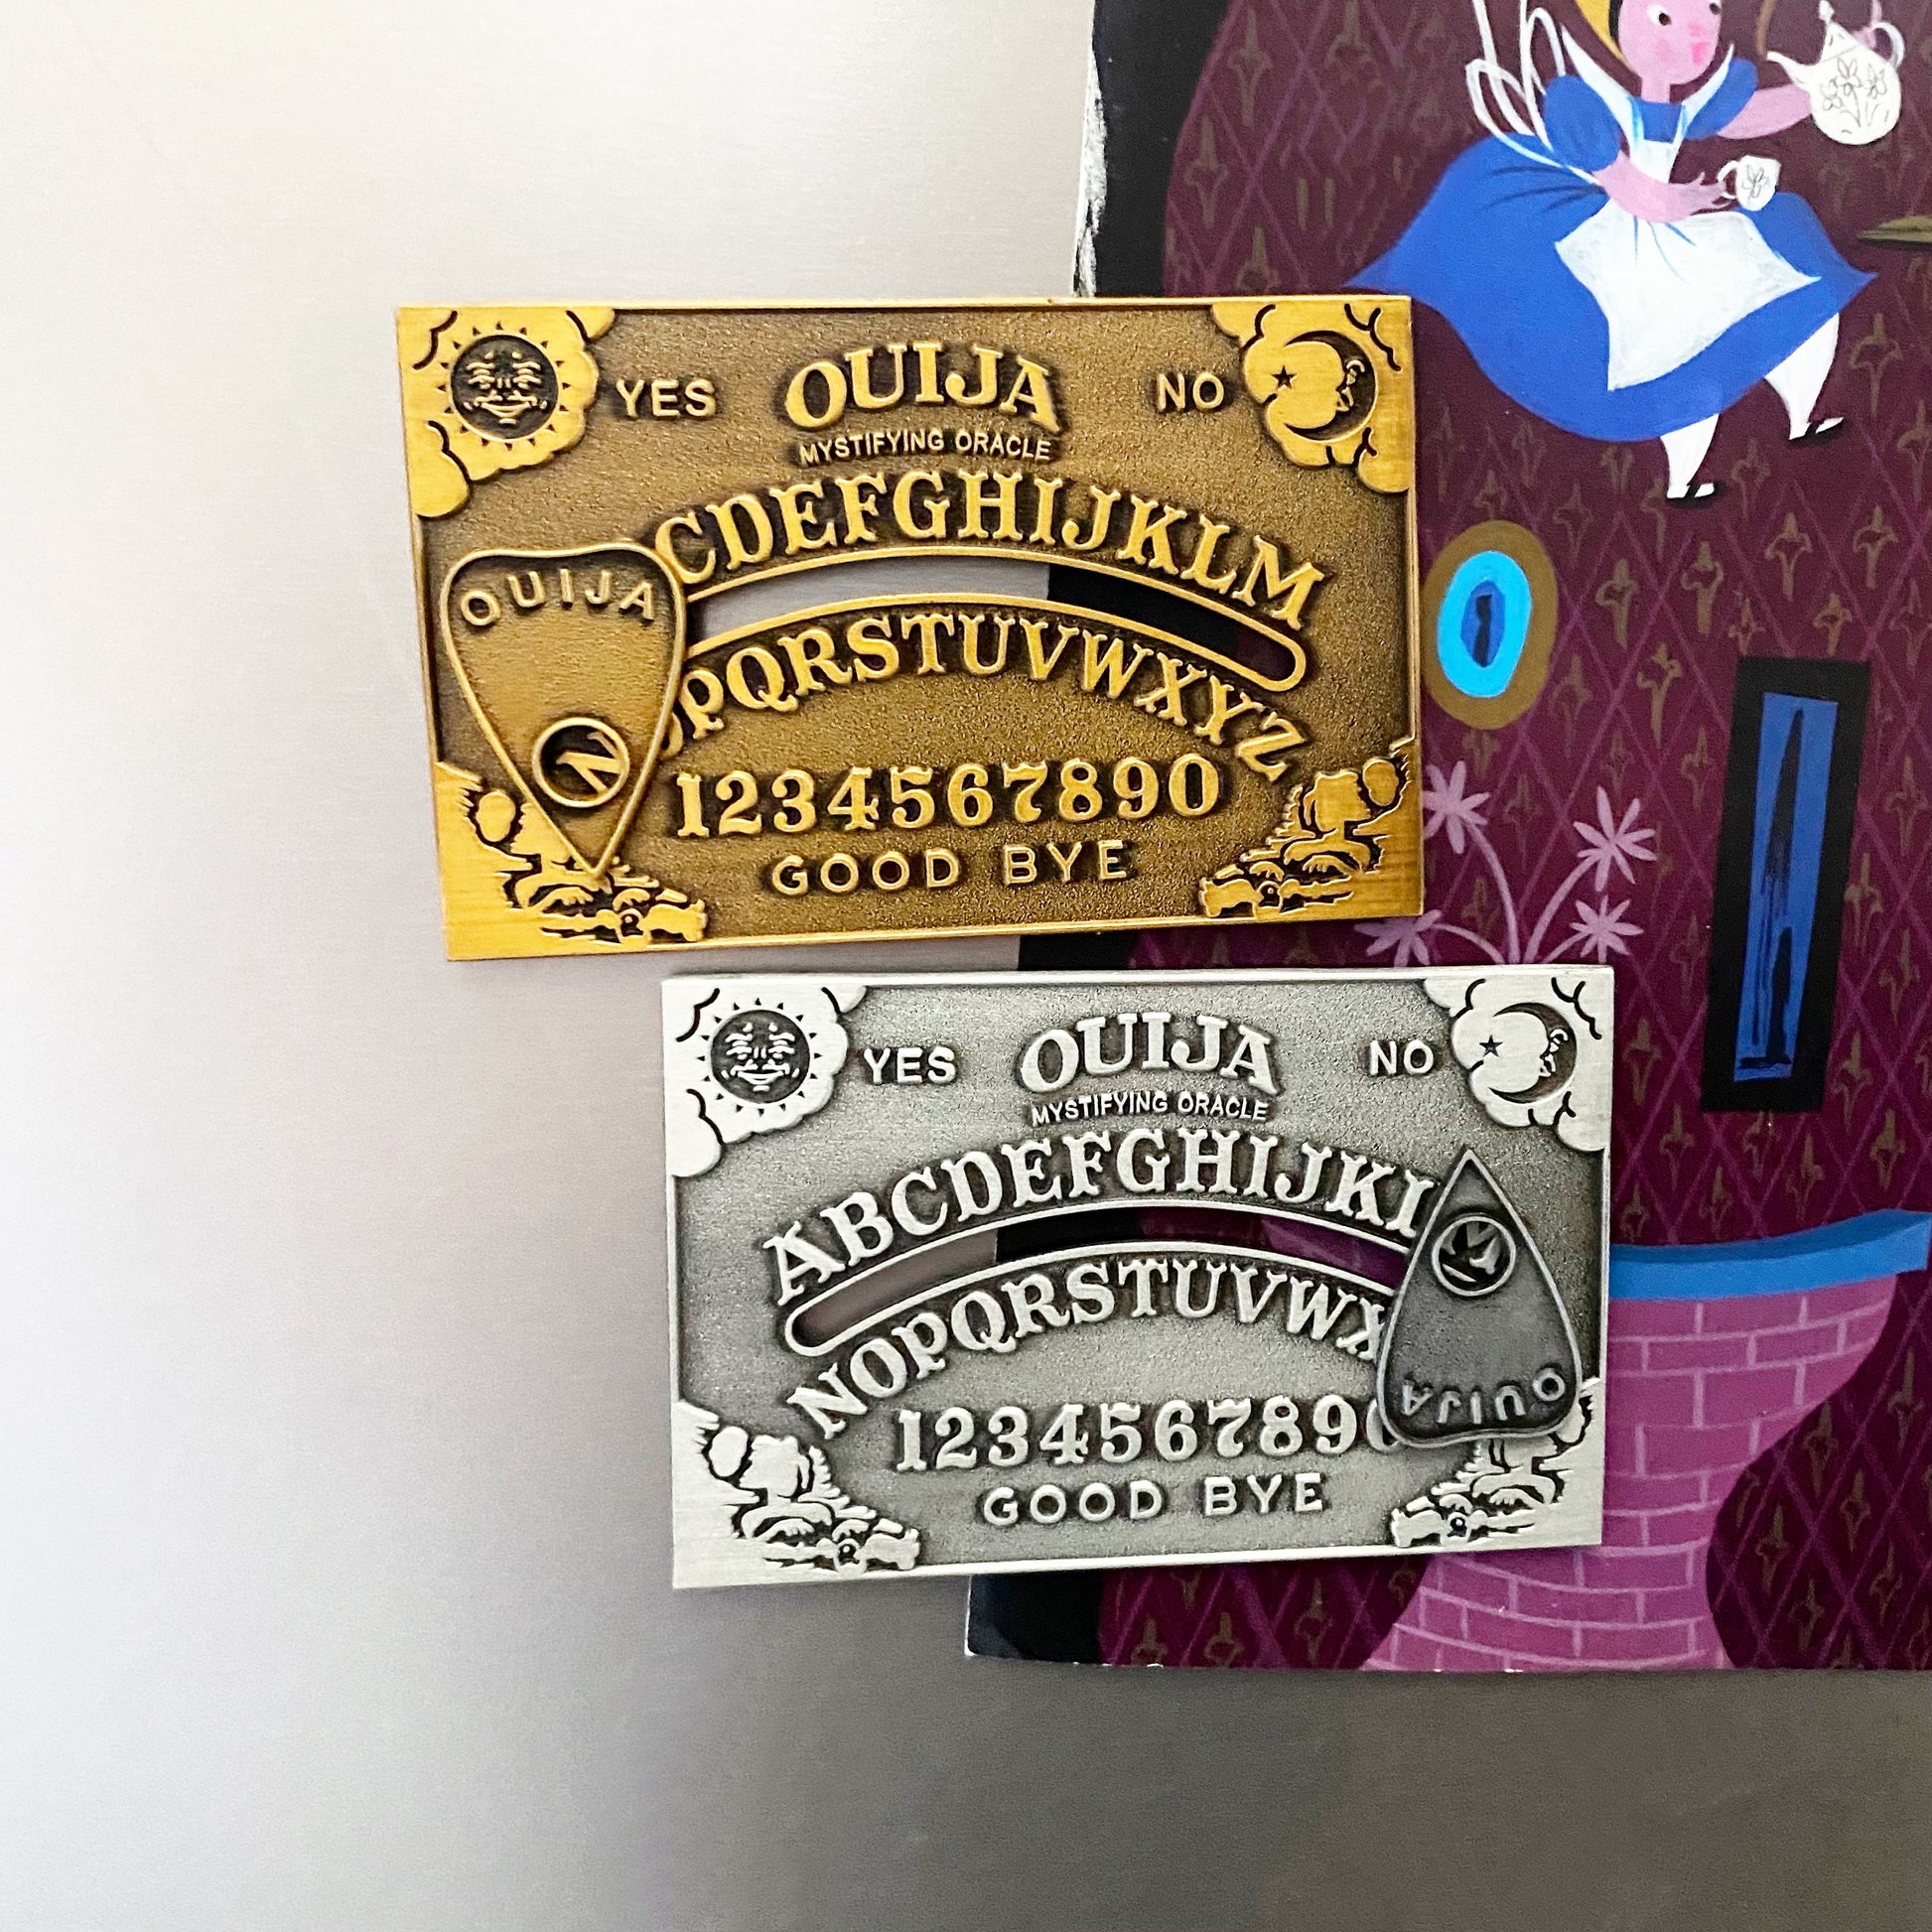 YES OUIJA NO
MYSTIFYING ORACLE
CDEFGHIJKLM
OUIJA
PQRSTUVWXYZ
1234567890
GOOD BYE
YES OUIJA NO
MYSTIFYING ORACLE
ABCDEFGHIJK
NOPQRSTUVWX
1234567890
OUIJA
GOOD BYE